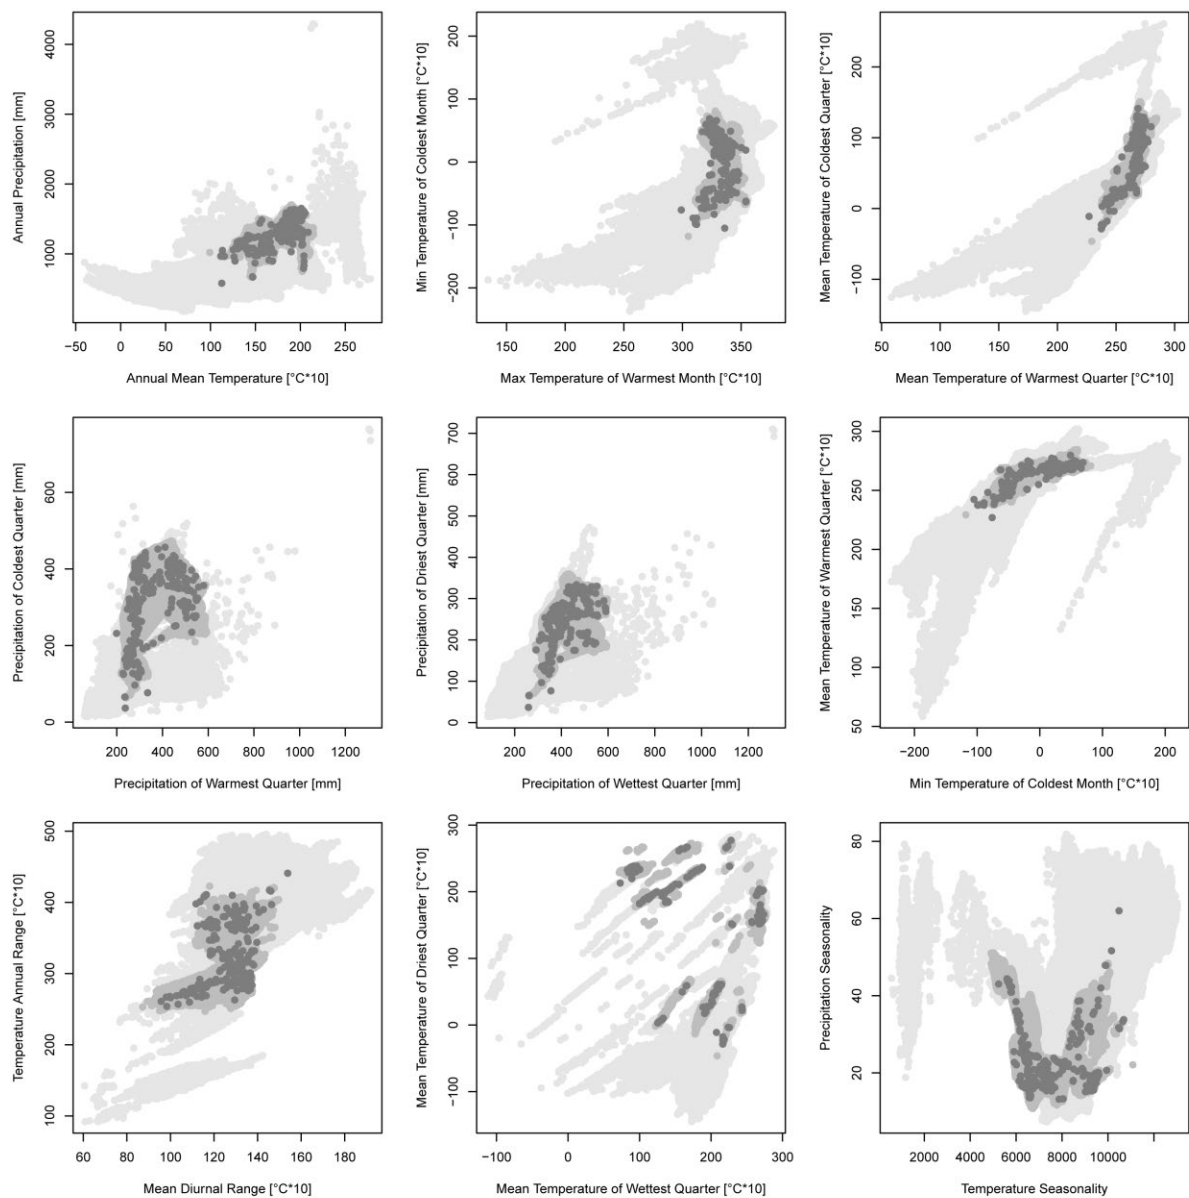 4000
3000
2000
1000
−50 0 50 100 150 200 250
Annual Precipitation [mm]
Annual Mean Temperature [°C*10]
200
100
0
−100
−200
150 200 250 300 350
Min Temperature of Coldest Month [°C*10]
Max Temperature of Warmest Month [°C*10]
200
100
0
−100
50 100 150 200 250 300
Mean Temperature of Coldest Quarter [°C*10]
Mean Temperature of Warmest Quarter [°C*10]
600
400
200
0
200 400 600 800 1000 1200
Precipitation of Coldest Quarter [mm]
Precipitation of Warmest Quarter [mm]
700
600
500
400
300
200
100
0
200 400 600 800 1000 1200
Precipitation of Driest Quarter [mm]
Precipitation of Wettest Quarter [mm]
300
250
200
150
100
50
−200 −100 0 100 200
Mean Temperature of Warmest Quarter [°C*10]
Min Temperature of Coldest Month [°C*10]
500
400
300
200
100
60 80 100 120 140 160 180
Temperature Annual Range [°C*10]
Mean Diurnal Range [°C*10]
300
200
100
0
−100
−100 0 100 200 300
Mean Temperature of Driest Quarter [°C*10]
Mean Temperature of Wettest Quarter [°C*10]
80
60
40
20
2000 4000 6000 8000 10000
Precipitation Seasonality
Temperature Seasonality